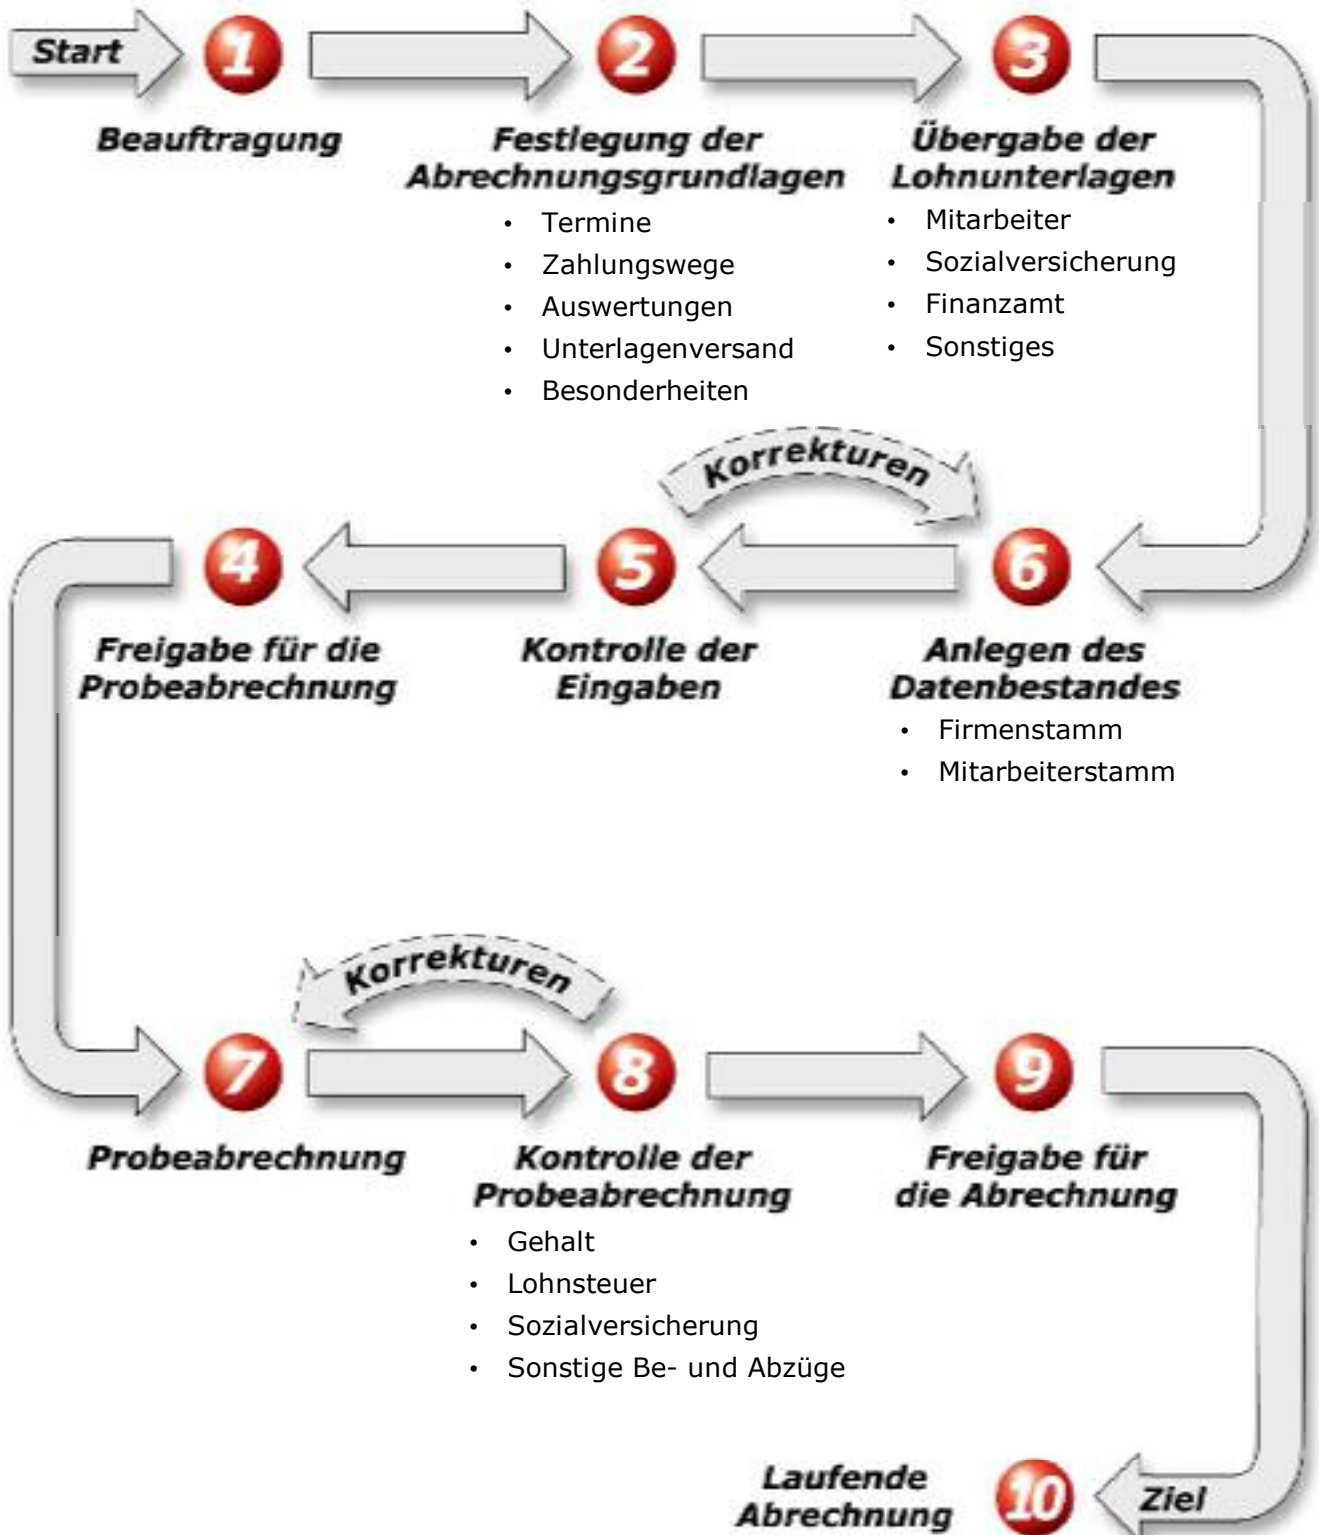 Start
1
2
3
Beauftragung
Festlegung der
Abrechnungsgrundlagen
• Termine
• Zahlungswege
• Auswertungen
• Unterlagenversand
• Besonderheiten
Übergabe der
Lohnunterlagen
• Mitarbeiter
• Sozialversicherung
• Finanzamt
• Sonstiges
Korrekturen
4
5
6
Freigabe für die
Probeabrechnung
Kontrolle der
Eingaben
Anlegen des
Datenbestandes
• Firmenstamm
• Mitarbeiterstamm
Korrekturen
7
8
9
Probeabrechnung
Kontrolle der
Probeabrechnung
• Gehalt
• Lohnsteuer
• Sozialversicherung
• Sonstige Be- und Abzüge
Freigabe für
die Abrechnung
Laufende
Abrechnung
10
Ziel